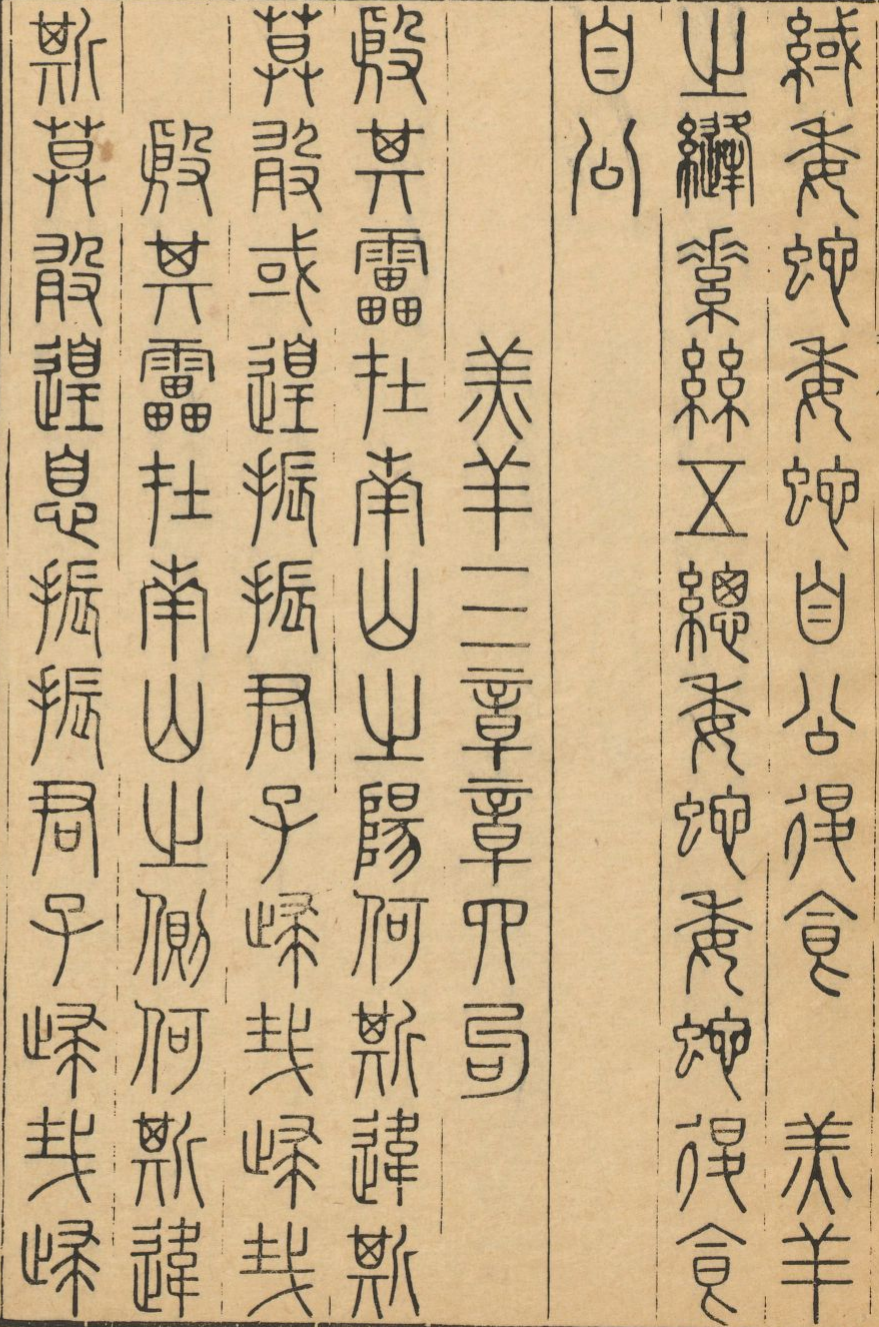 緎委蛇委蛇自公退食　羔羊
之縫素絲五總委蛇委蛇退食
自公
羔羊三章章四句
殷其靁在南山之陽何斯違斯
莫敢或遑振振君子歸哉歸哉
殷其靁在南山之側何斯違
斯莫敢遑息振振君子歸哉歸